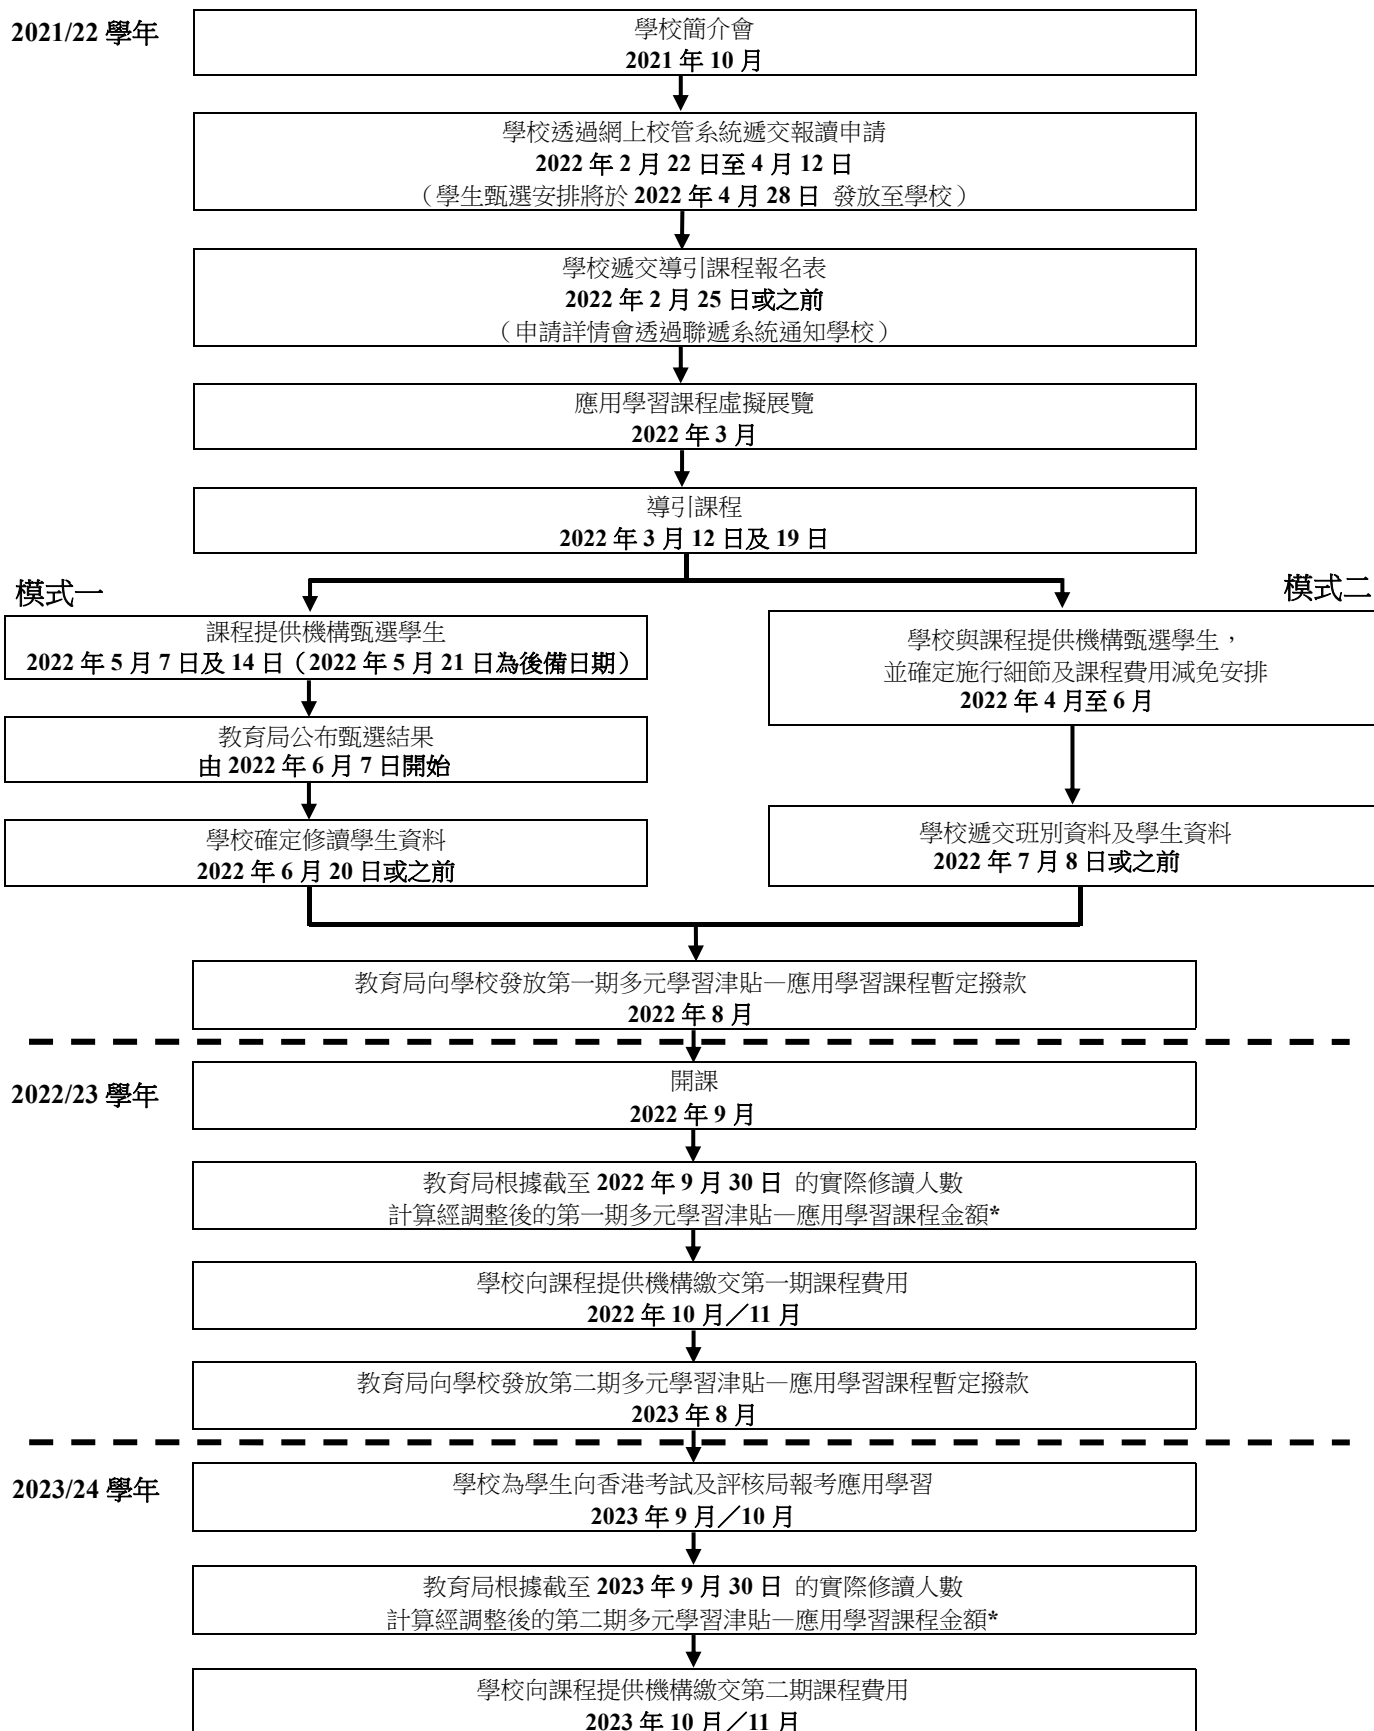 2021/22 學年
學校簡介會
2021 年 10 月
學校透過網上校管系統遞交報讀申請
2022 年 2 月 22 日至 4 月 12 日
（學生甄選安排將於 2022 年 4 月 28 日 發放至學校）
學校遞交導引課程報名表
2022 年 2 月 25 日或之前
（申請詳情會透過聯遞系統通知學校）
應用學習課程虛擬展覽
2022 年 3 月
導引課程
2022 年 3 月 12 日及 19 日
模式一
課程提供機構甄選學生
2022 年 5 月 7 日及 14 日（2022 年 5 月 21 日為後備日期）
教育局公布甄選結果
由 2022 年 6 月 7 日開始
學校確定修讀學生資料
2022 年 6 月 20 日或之前
模式二
學校與課程提供機構甄選學生，
並確定施行細節及課程費用減免安排
2022 年 4 月至 6 月
學校遞交班別資料及學生資料
2022 年 7 月 8 日或之前
教育局向學校發放第一期多元學習津貼—應用學習課程暫定撥款
2022 年 8 月
2022/23 學年
開課
2022 年 9 月
教育局根據截至 2022 年 9 月 30 日 的實際修讀人數
計算經調整後的第一期多元學習津貼—應用學習課程金額*
學校向課程提供機構繳交第一期課程費用
2022 年 10 月／11 月
教育局向學校發放第二期多元學習津貼—應用學習課程暫定撥款
2023 年 8 月
2023/24 學年
學校為學生向香港考試及評核局報考應用學習
2023 年 9 月／10 月
教育局根據截至 2023 年 9 月 30 日 的實際修讀人數
計算經調整後的第二期多元學習津貼—應用學習課程金額*
學校向課程提供機構繳交第二期課程費用
2023 年 10 月／11 月